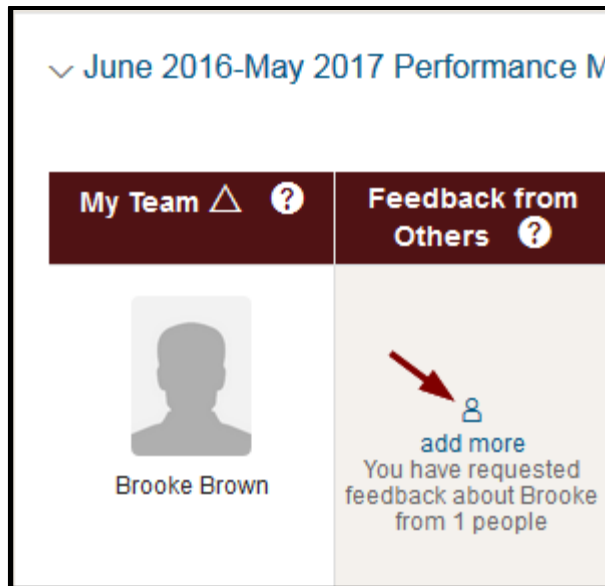 June 2016-May 2017 Performance M
My Team
?
Feedback from
Others ?
Brooke Brown
add more
You have requested
feedback about Brooke
from 1 people